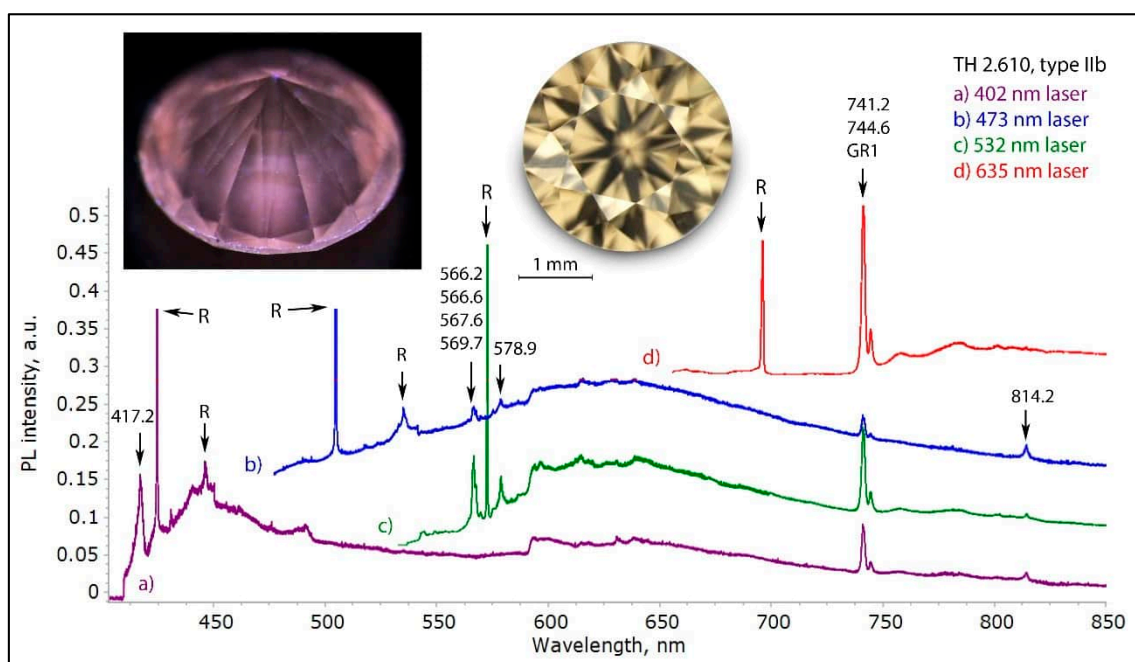 TH 2.610, type IIb
a) 402 nm laser
b) 473 nm laser
c) 532 nm laser
d) 635 nm laser
741.2
744.6
GR1
R
R
1 mm
566.2
566.6
567.6
569.7
578.9
R
R
R
417.2
R
814.2
a)
b)
c)
d)
PL intensity, a.u.
0.5
0.45
0.4
0.35
0.3
0.25
0.2
0.15
0.1
0.05
0
450
500
550
600
650
700
750
800
850
Wavelength, nm